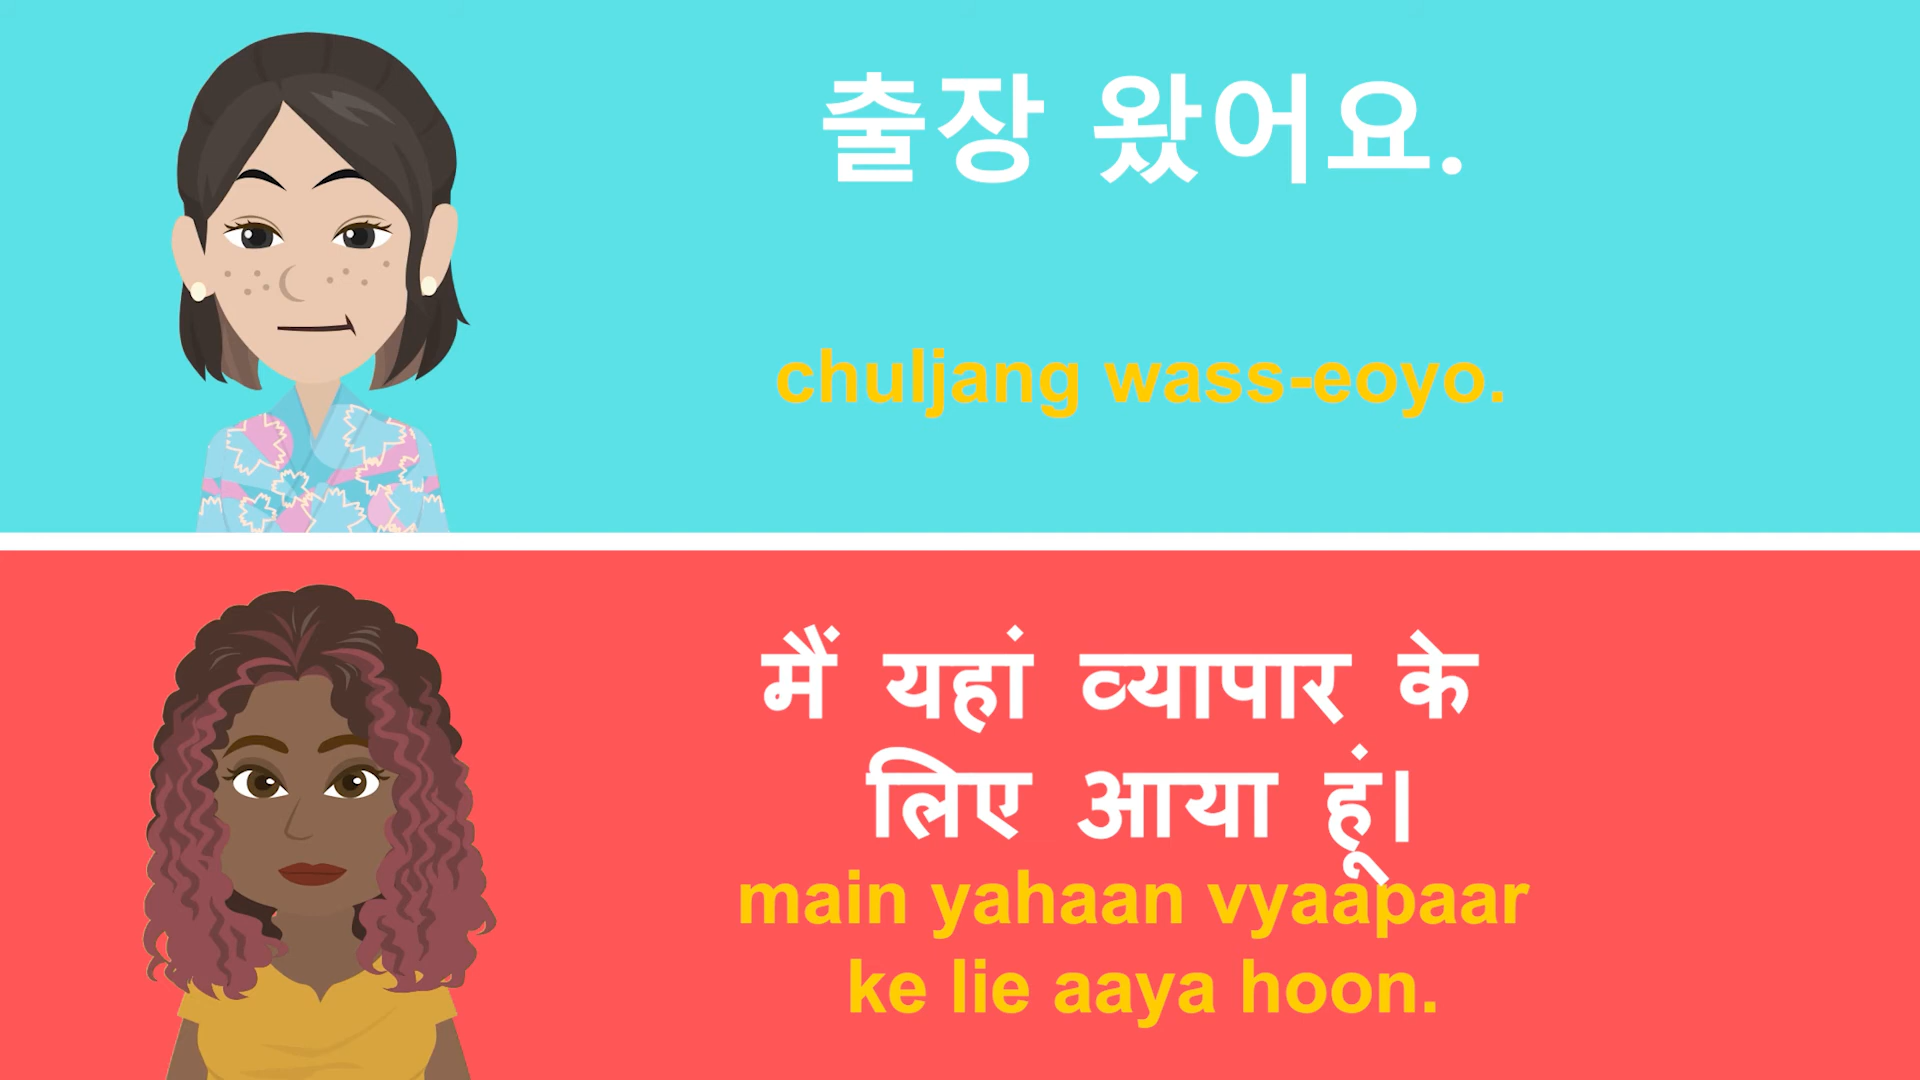 출장 왔어요.
chuljang wass-eoyo.
मैं यहां व्यापार के
लिए आया हूं।
main yahaan vyaapaar
ke lie aaya hoon.